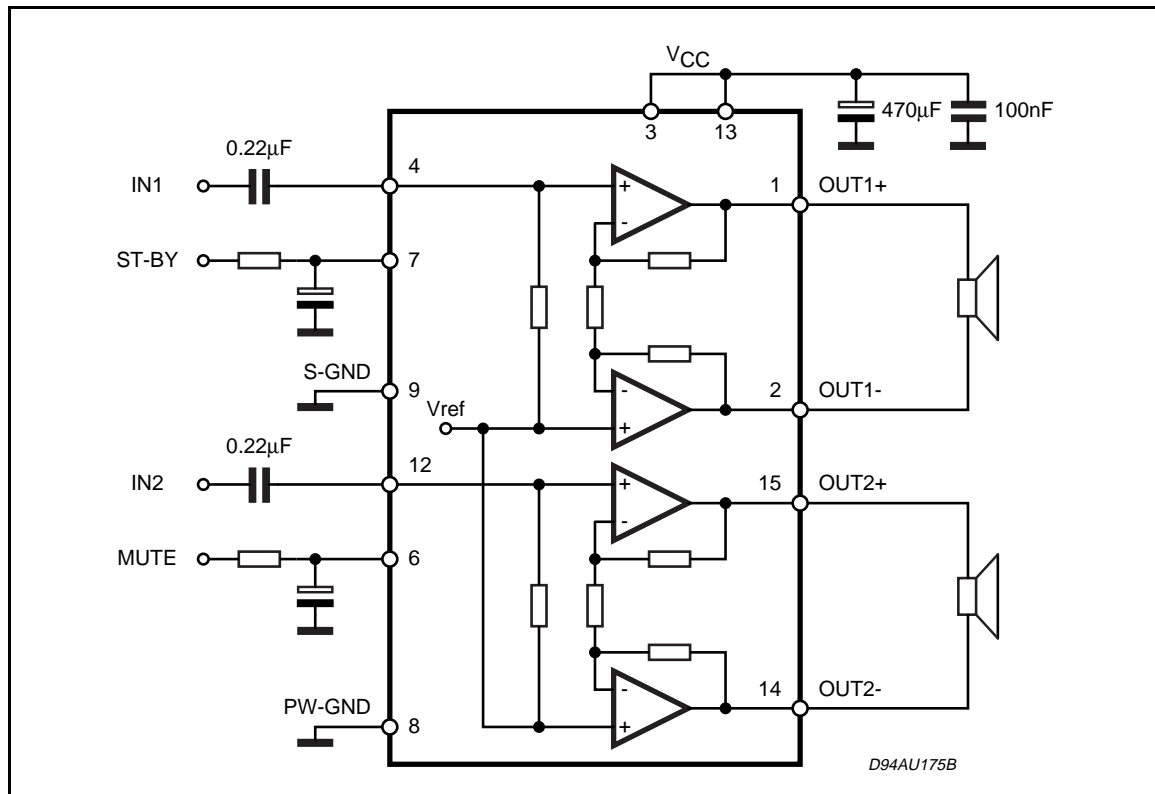 VCC
470μF
100nF
3
13
0.22μF
IN1
4
1
OUT1+
+
-
ST-BY
7
S-GND
9
-
+
2
OUT1-
Vref
0.22μF
IN2
12
15
OUT2+
+
-
MUTE
6
-
+
14
OUT2-
PW-GND
8
D94AU175B